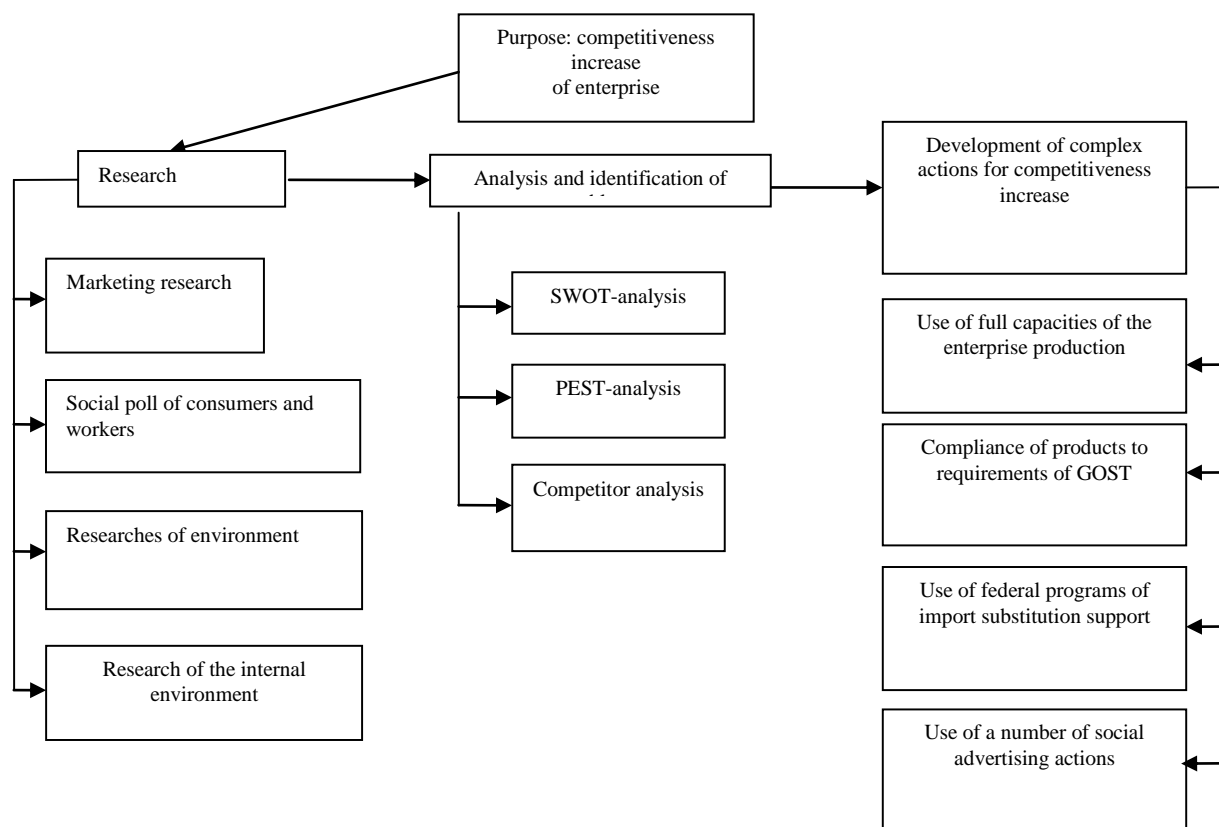 Purpose: competitiveness
increase
of enterprise
Research
Analysis and identification of
Development of complex
actions for competitiveness
increase
Marketing research
SWOT-analysis
Use of full capacities of the
enterprise production
Social poll of consumers and
workers
PEST-analysis
Compliance of products to
requirements of GOST
Competitor analysis
Researches of environment
Use of federal programs of
import substitution support
Research of the internal
environment
Use of a number of social
advertising actions